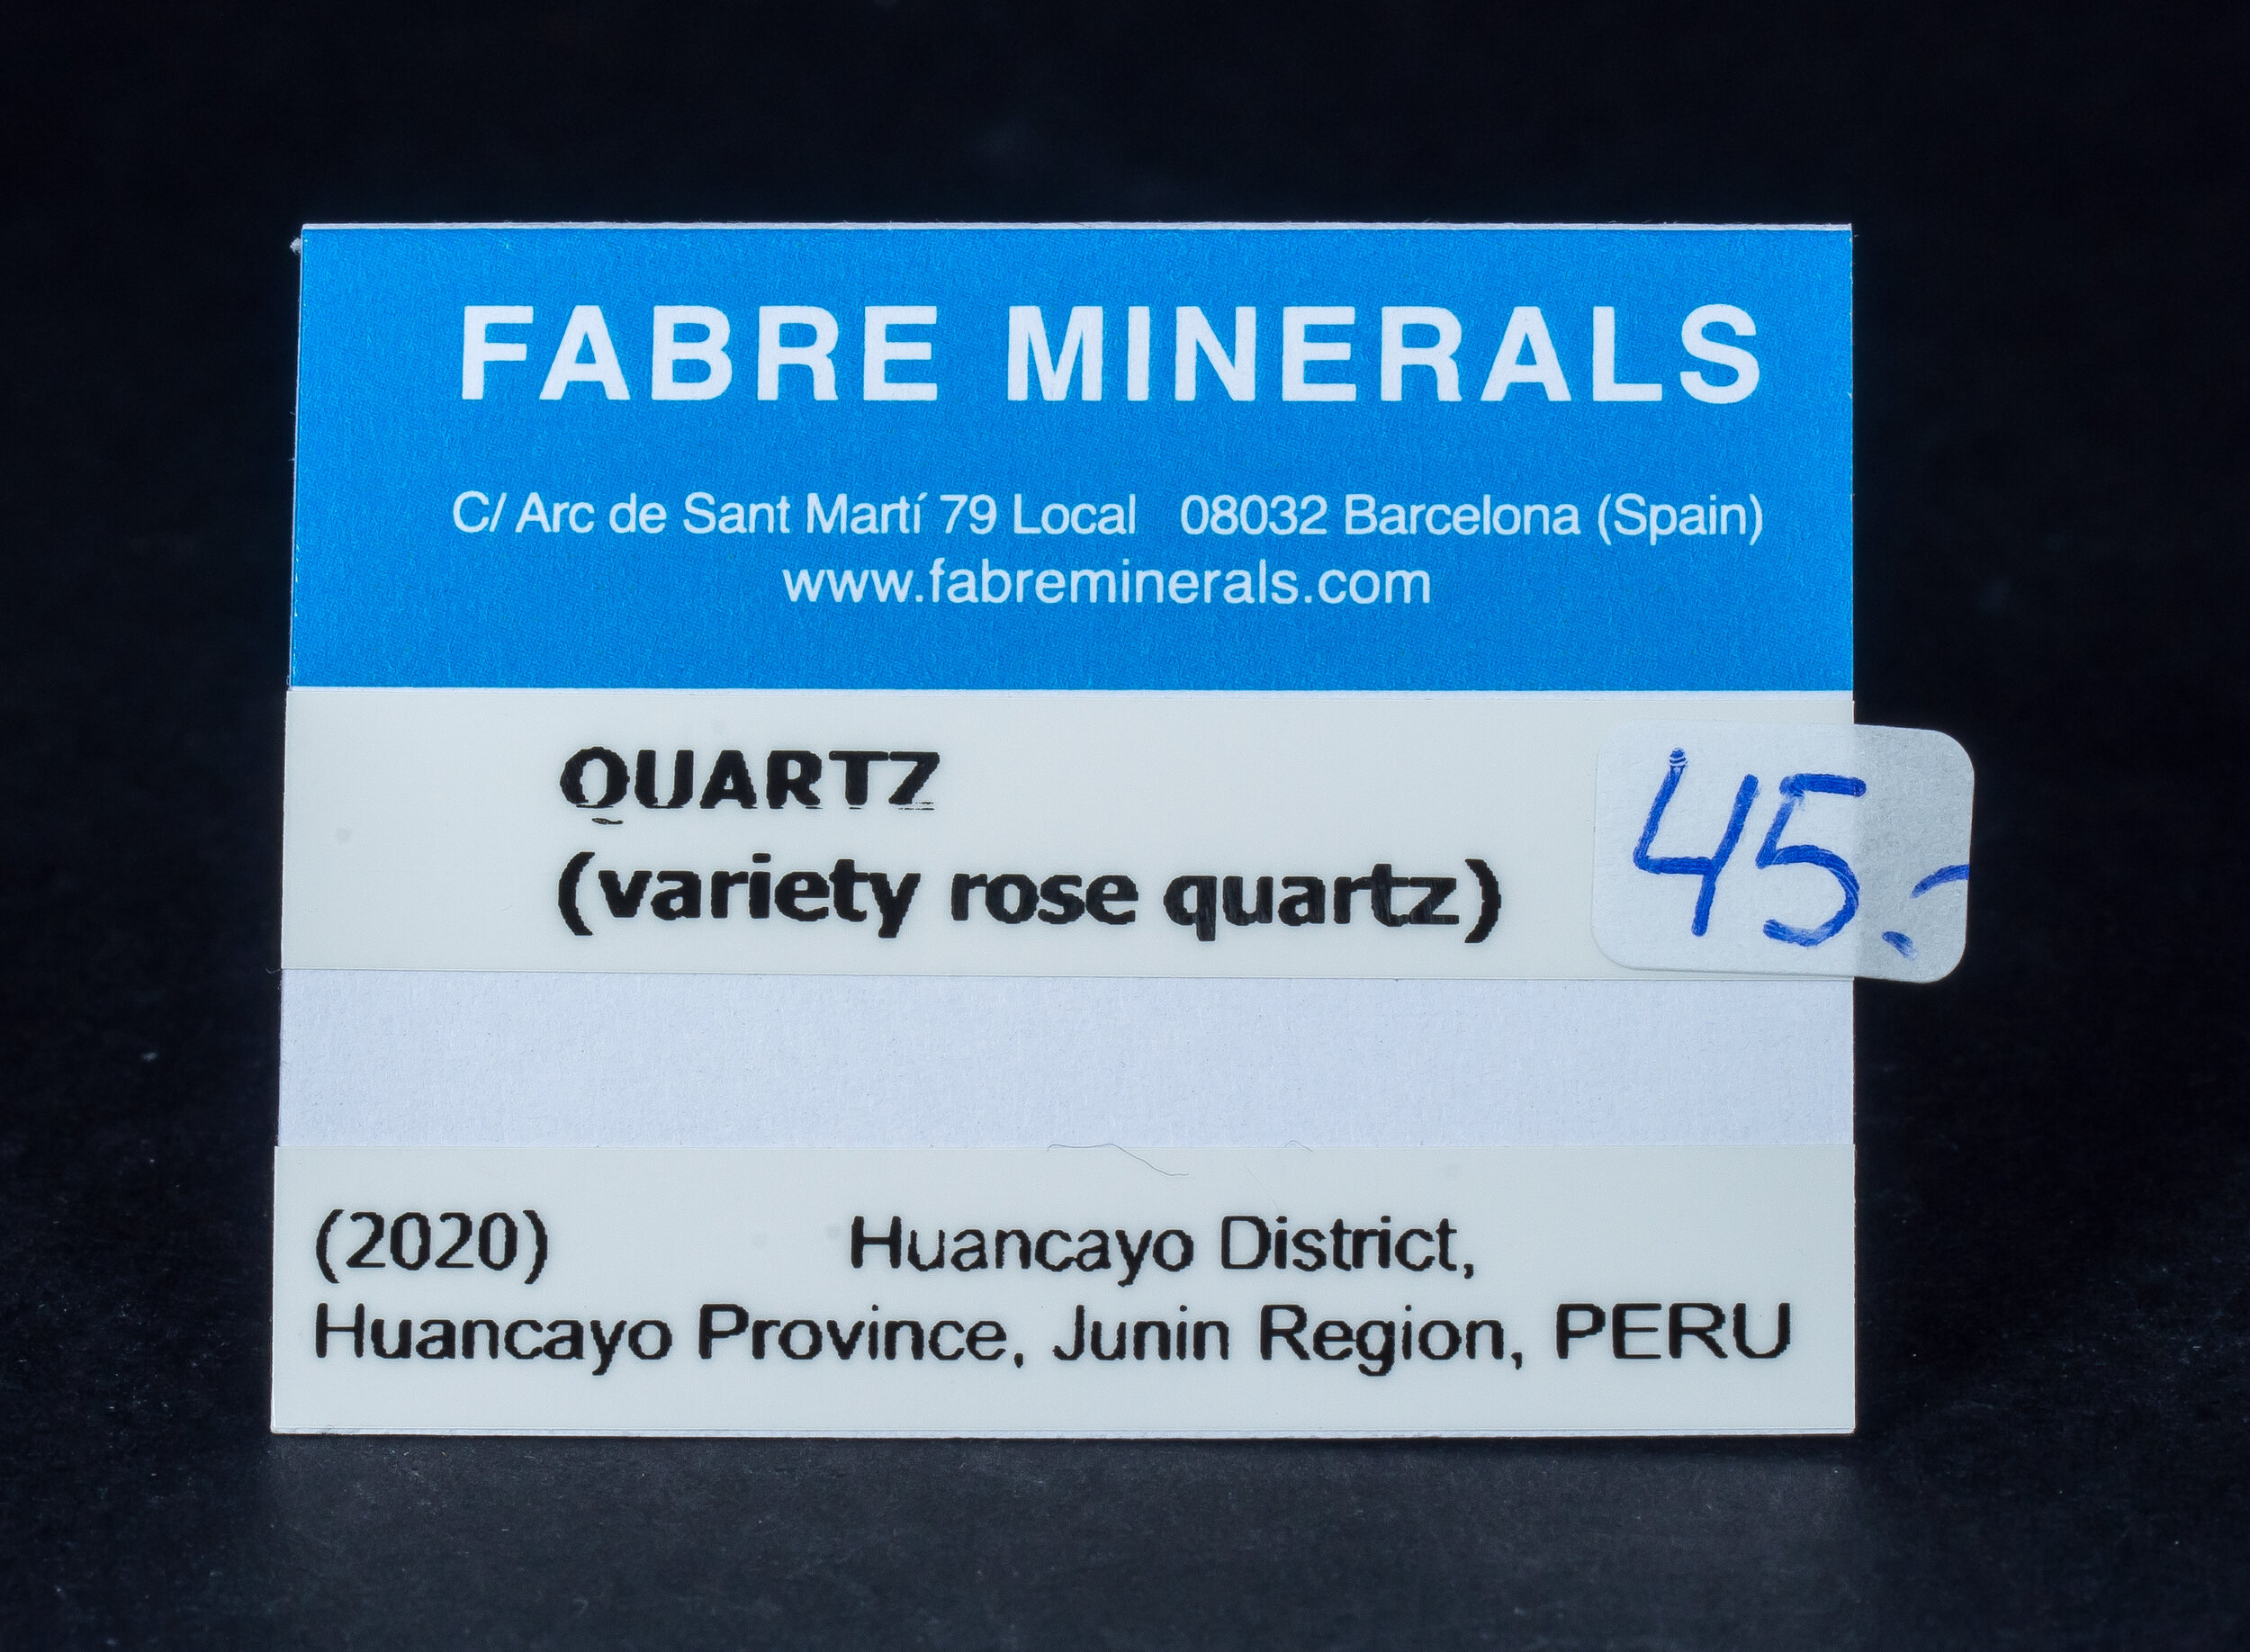 FABRE MINERALS
C/ Arc de Sant Martí 79 Local 08032 Barcelona (Spain)
www.fabreminerals.com
QUARTZ
(variety rose quartz)
45.-
(2020) Huancayo District,
Huancayo Province, Junin Region, PERU